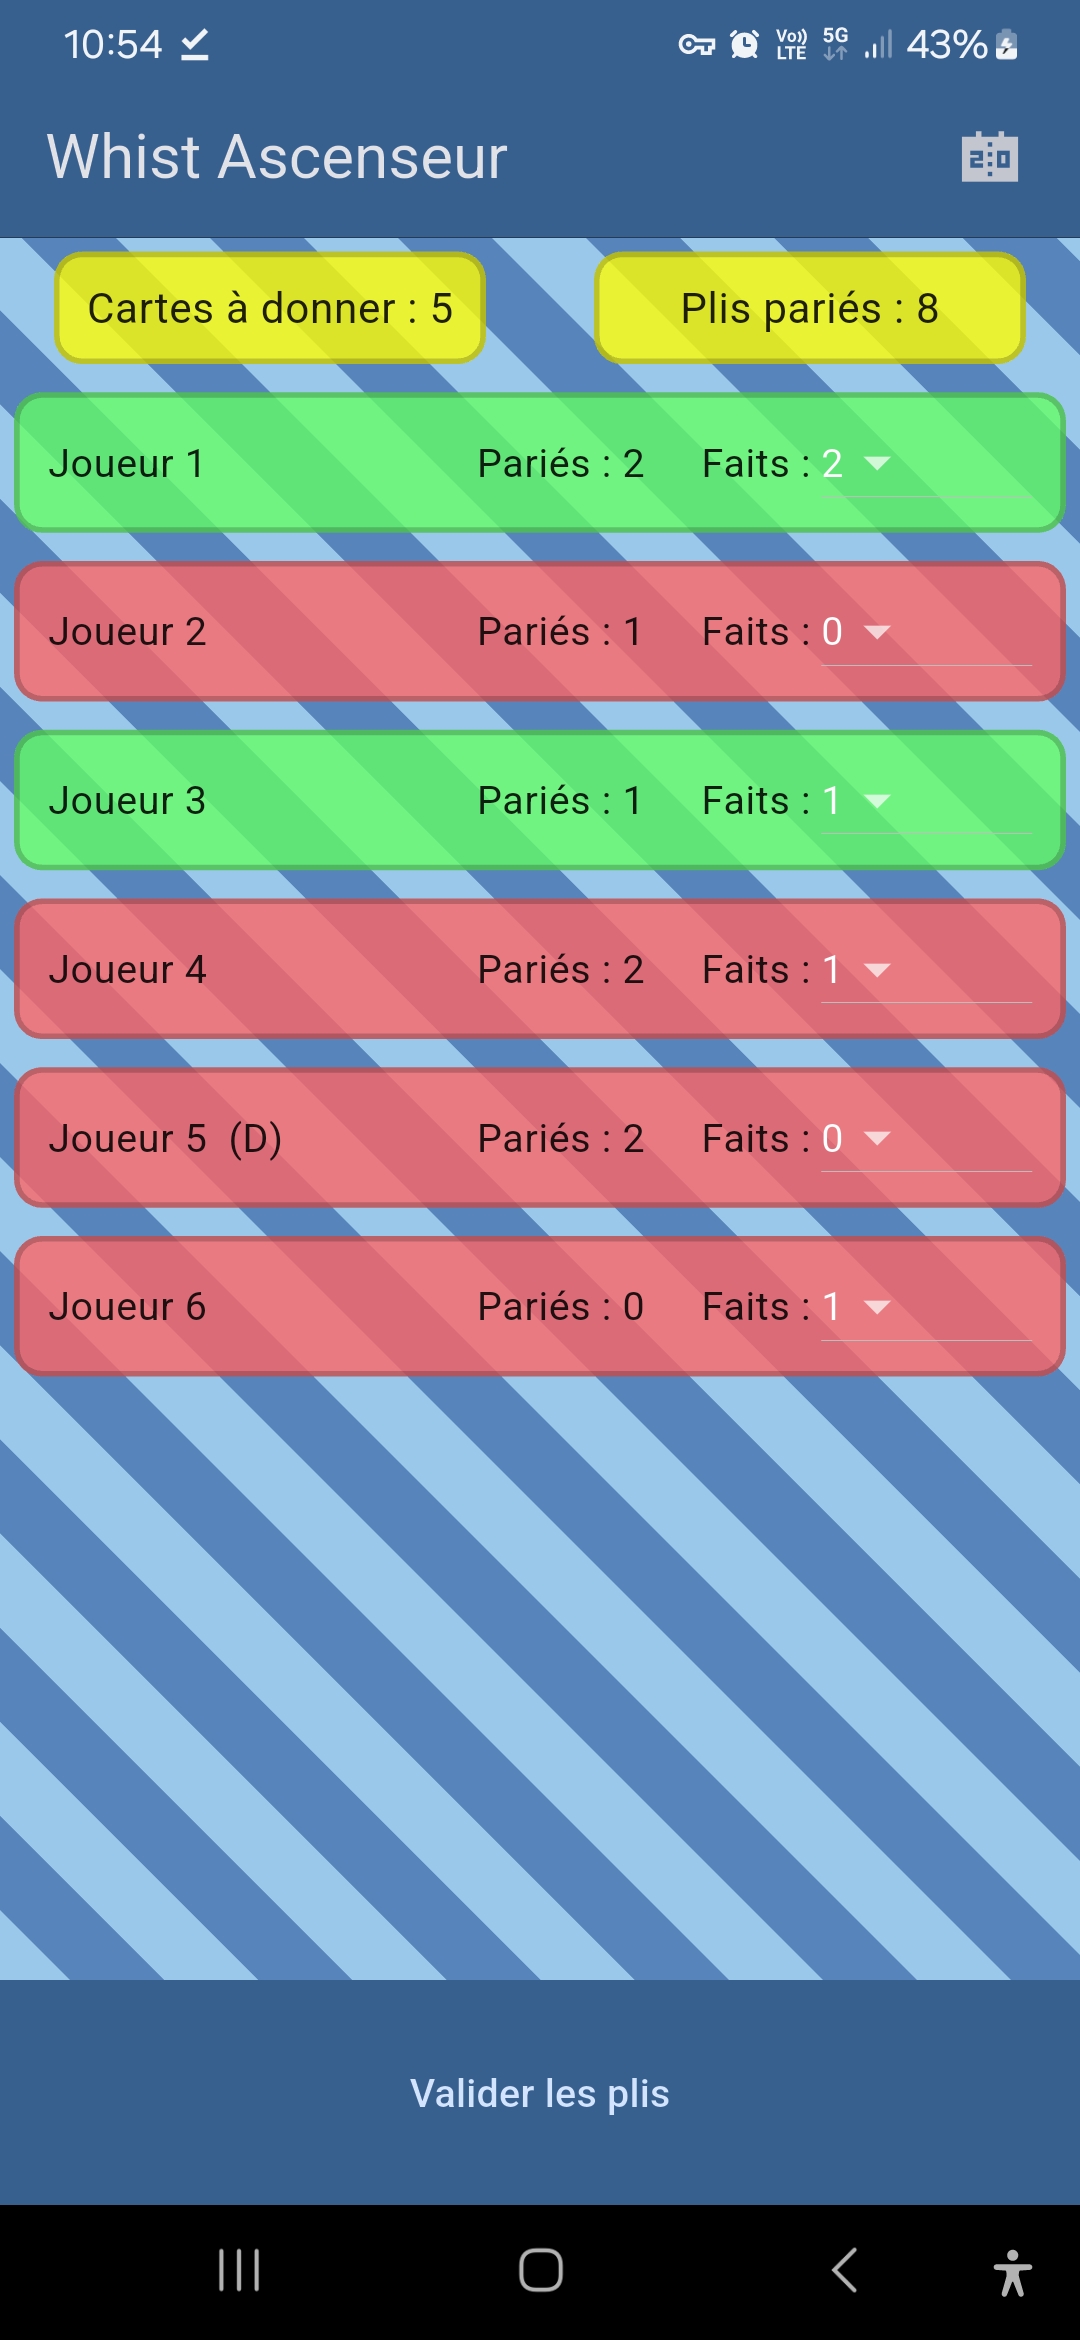 10:54 Vo)) LTE 5G 43%
Whist Ascenseur 2:0
Cartes à donner : 5 Plis pariés : 8
Joueur 1 Pariés : 2 Faits : 2
Joueur 2 Pariés : 1 Faits : 0
Joueur 3 Pariés : 1 Faits : 1
Joueur 4 Pariés : 2 Faits : 1
Joueur 5 (D) Pariés : 2 Faits : 0
Joueur 6 Pariés : 0 Faits : 1
Valider les plis